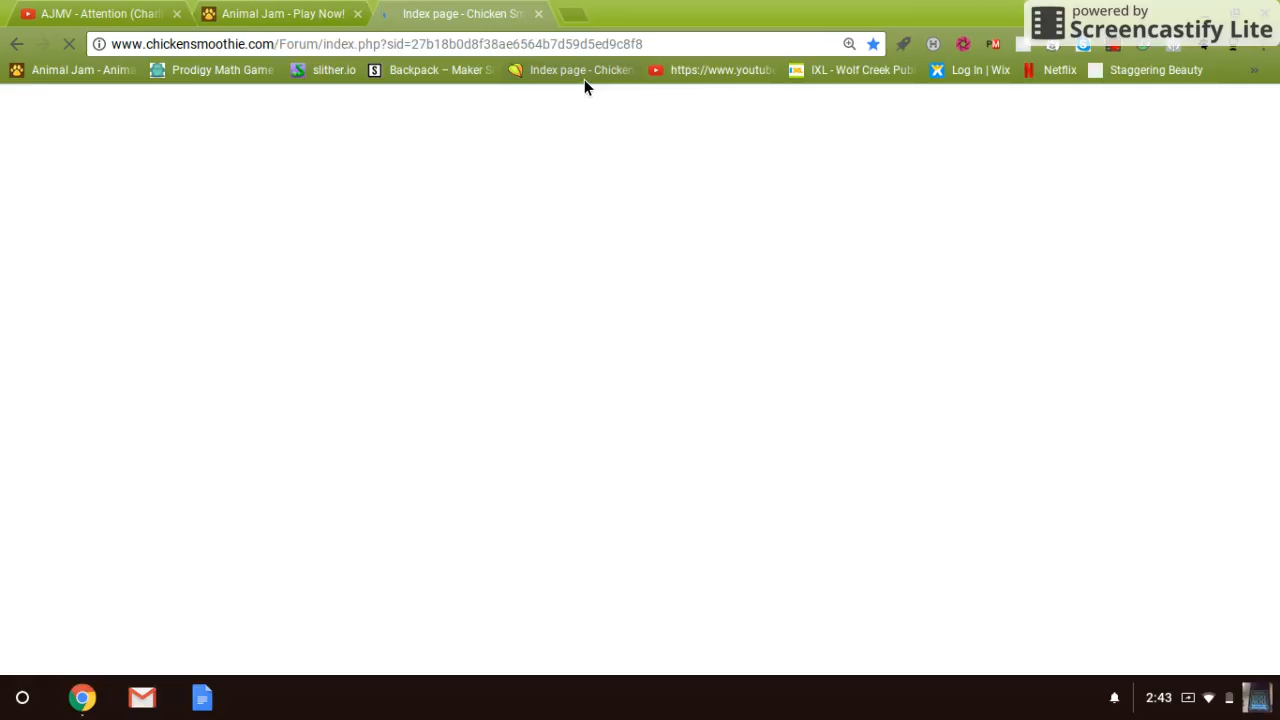 AJMV - Attention (Charli
Animal Jam - Play Now!
Index page - Chicken Sm
powered by
Screencastify Lite
www.chickensmoothie.com/Forum/index.php?sid=27b18b0d8f38ae6564b7d59d5ed9c8f8
Animal Jam - Anima
Prodigy Math Game
slither.io
Backpack – Maker S
Index page - Chicken
https://www.youtube
IXL - Wolf Creek Pub
Log In | Wix
Netflix
Staggering Beauty
»
2:43